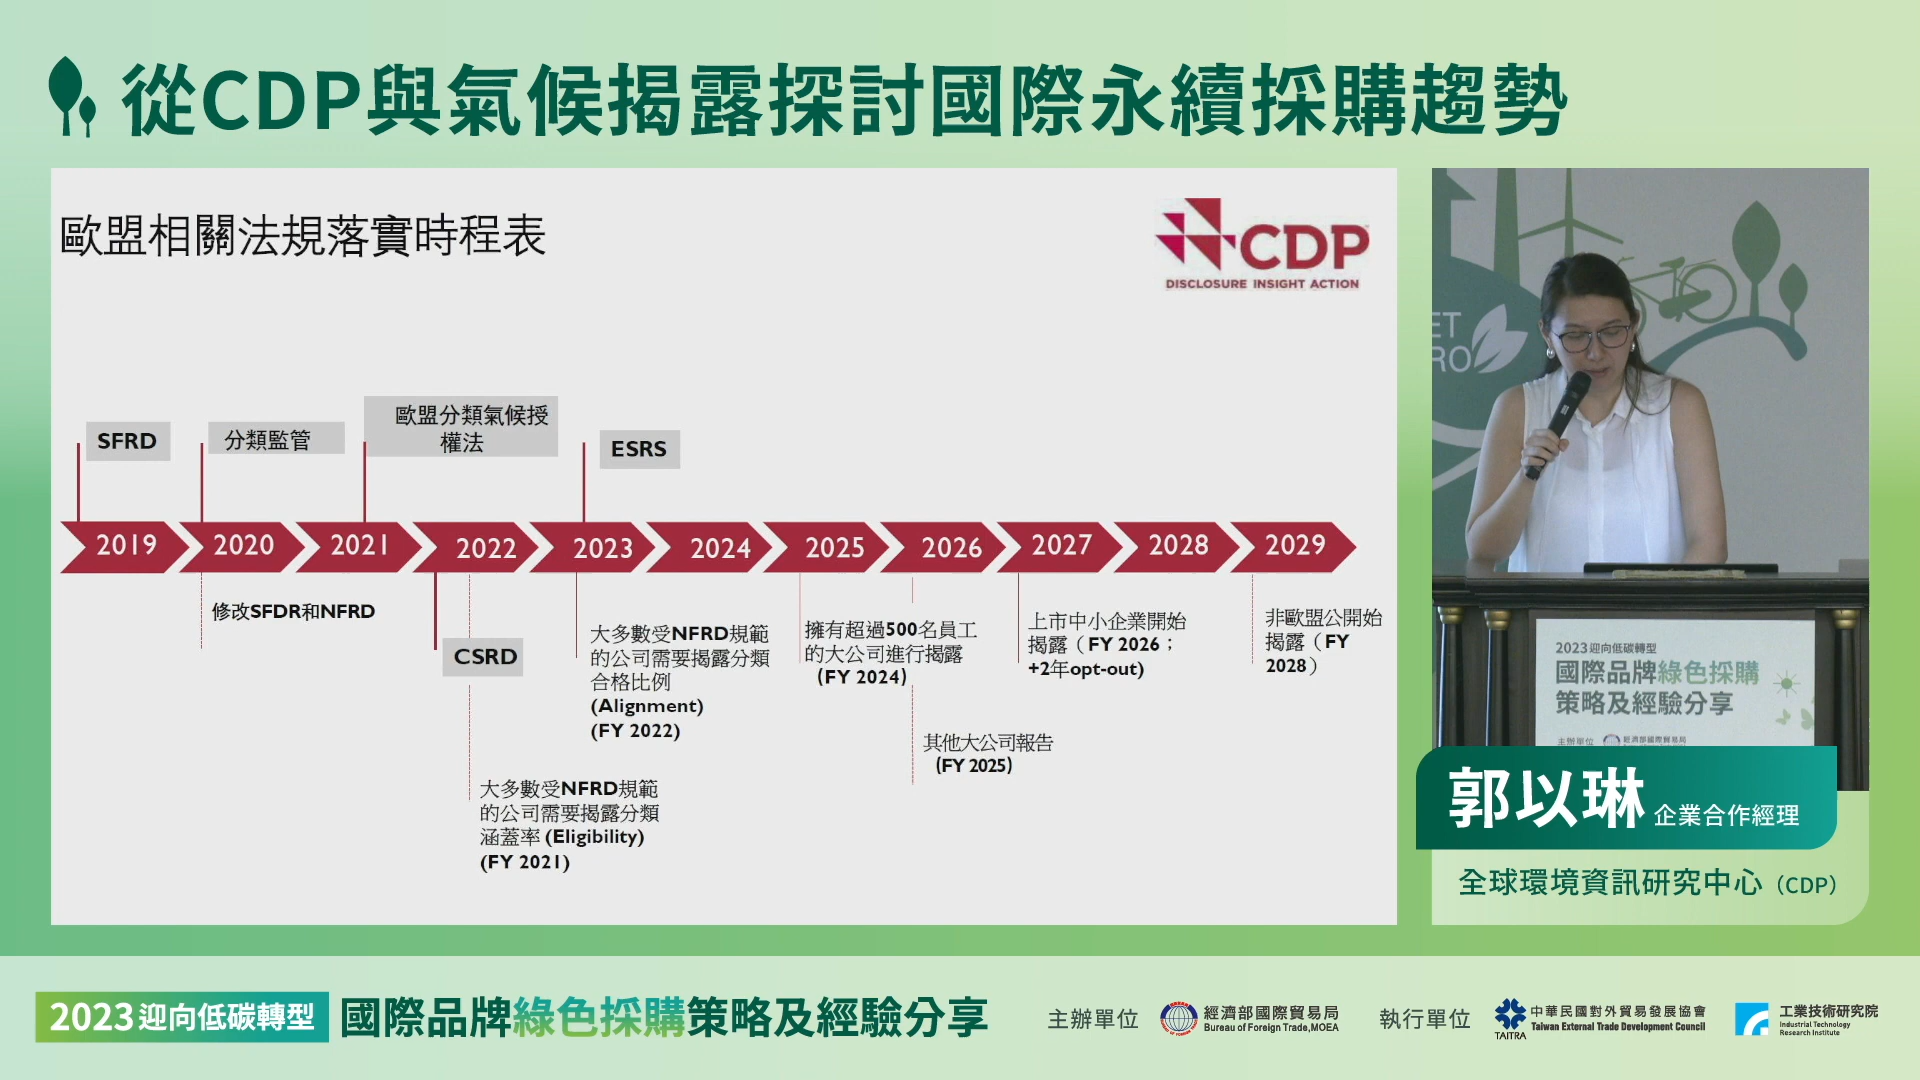 從CDP與氣候揭露探討國際永續採購趨勢
歐盟相關法規落實時程表
CDP
DISCLOSURE INSIGHT ACTION
SFRD
分類監管
歐盟分類氣候授
權法
ESRS
2019
2020
2021
2022
2023
2024
2025
2026
2027
2028
2029
修改SFDR和NFRD
CSRD
大多數受NFRD規範
的公司需要揭露分類
涵蓋率 (Eligibility)
(FY 2021)
大多數受NFRD規範
的公司需要揭露分類
合格比例
(Alignment)
(FY 2022)
擁有超過500名員工
的大公司進行揭露
(FY 2024)
其他大公司報告
(FY 2025)
上市中小企業開始
揭露（FY 2026；
+2年opt-out)
非歐盟公開始
揭露（FY
2028）
ET
RO
2023迎向低碳轉型
國際品牌綠色採購
策略及經驗分享
主辦單位
經濟部國際貿易局
郭以琳 企業合作經理
全球環境資訊研究中心（CDP）
2023迎向低碳轉型 國際品牌綠色採購策略及經驗分享
主辦單位
經濟部國際貿易局
Bureau of Foreign Trade,MOEA
執行單位
TAITRA
中華民國對外貿易發展協會
Taiwan External Trade Development Council
工業技術研究院
Industrial Technology
Research Institute